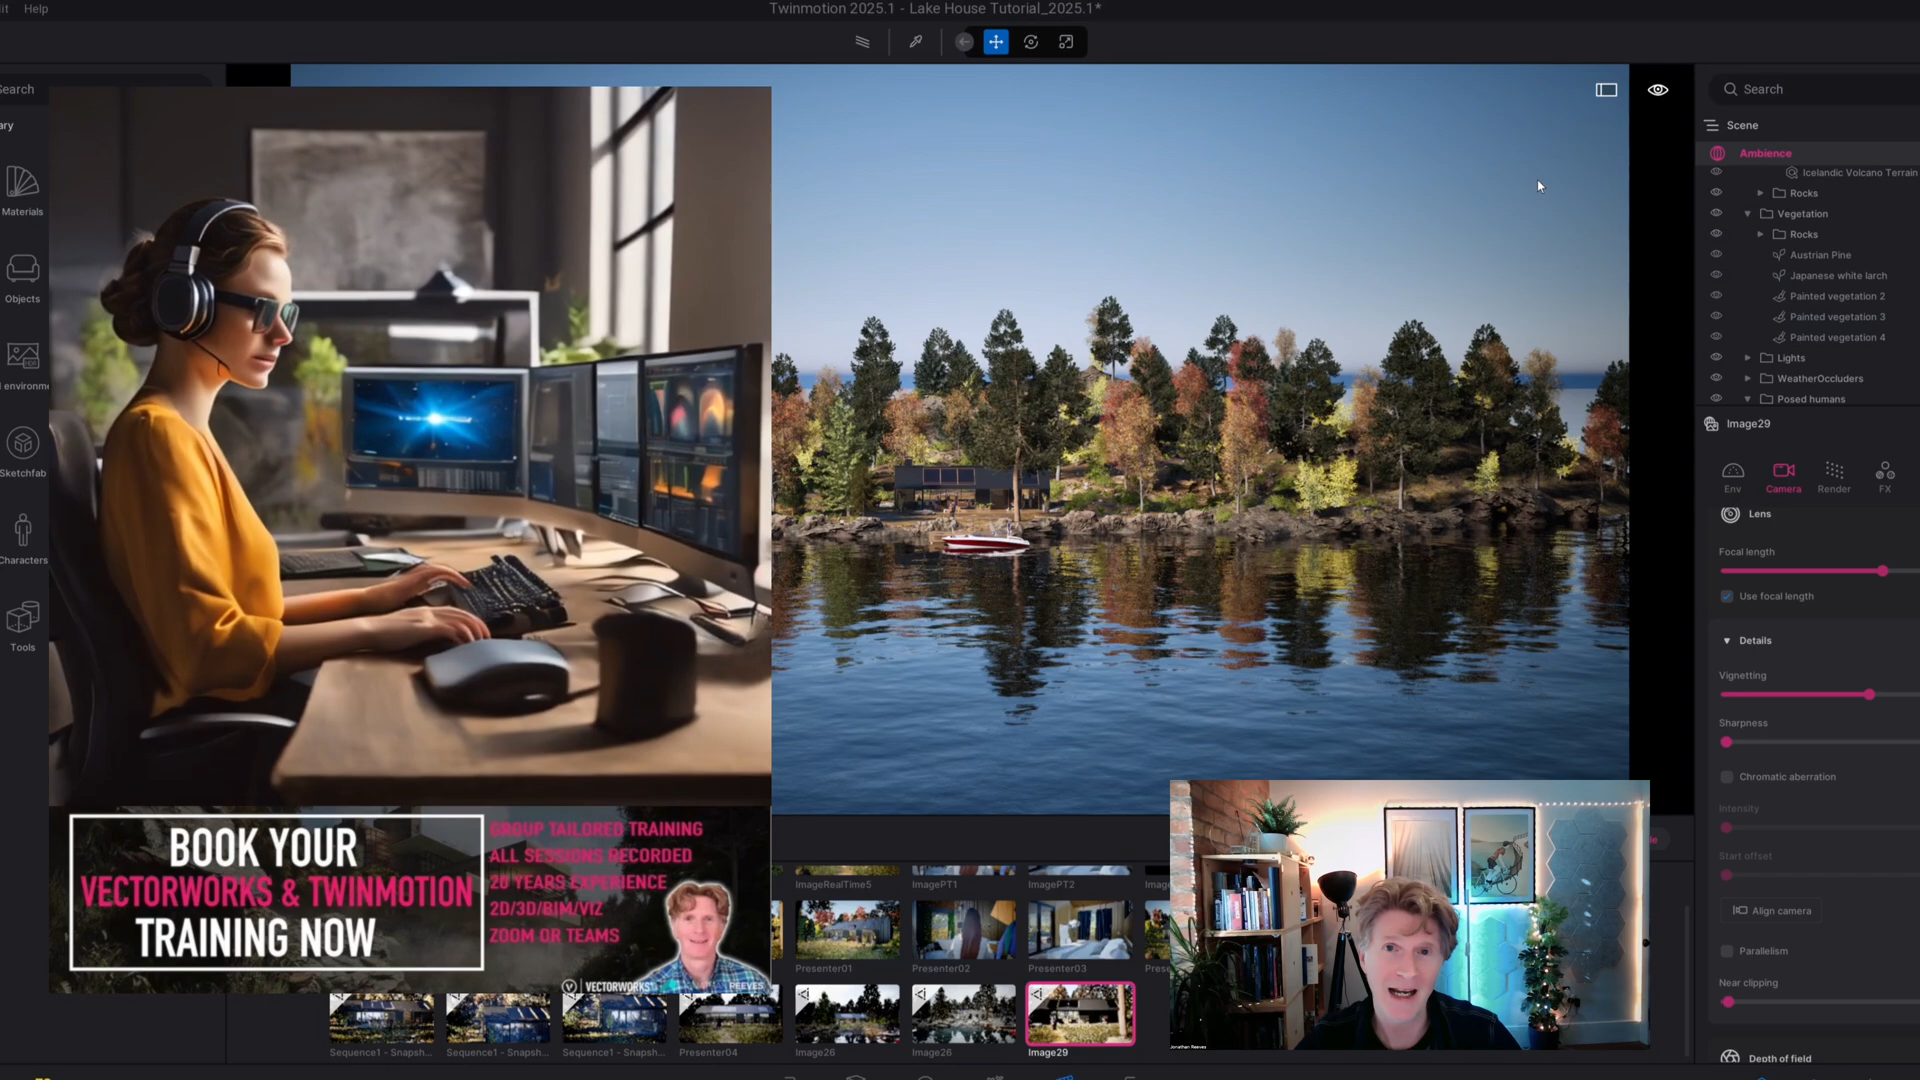 Help
Twinmotion 2025.1 - Lake House Tutorial_2025.1*
Search
Materials
Objects
Sketchfab
Characters
Tools
Search
Scene
Ambience
Icelandic Volcano Terrain
Rocks
Vegetation
Rocks
Austrian Pine
Japanese white larch
Painted vegetation 2
Painted vegetation 3
Painted vegetation 4
Lights
WeatherOccluders
Posed humans
Image29
Env
Camera
Render
FX
Lens
Focal length
Use focal length
Details
Vignetting
Sharpness
Chromatic aberration
Intensity
Start offset
Align camera
Parallelism
Near clipping
Depth of field
BOOK YOUR
VECTORWORKS & TWINMOTION
TRAINING NOW
GROUP TAILORED TRAINING
ALL SESSIONS RECORDED
20 YEARS EXPERIENCE
2D/3D/BIM/VIZ
ZOOM OR TEAMS
VECTORWORKS
REEVES
ImageRealTime5
ImagePT1
ImagePT2
Presenter01
Presenter02
Presenter03
Sequence1 - Snapsh...
Sequence1 - Snapsh...
Sequence1 - Snapsh...
Presenter04
Image26
Image26
Image29
Jonathan Reeves